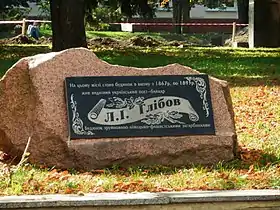 На цьому місці стояв будинок в якому з 1867р. по 1893р.
жив видатний український поет-байкар
Л.І. Глібов
Будинок зруйновано німецько-фашистськими загарбниками